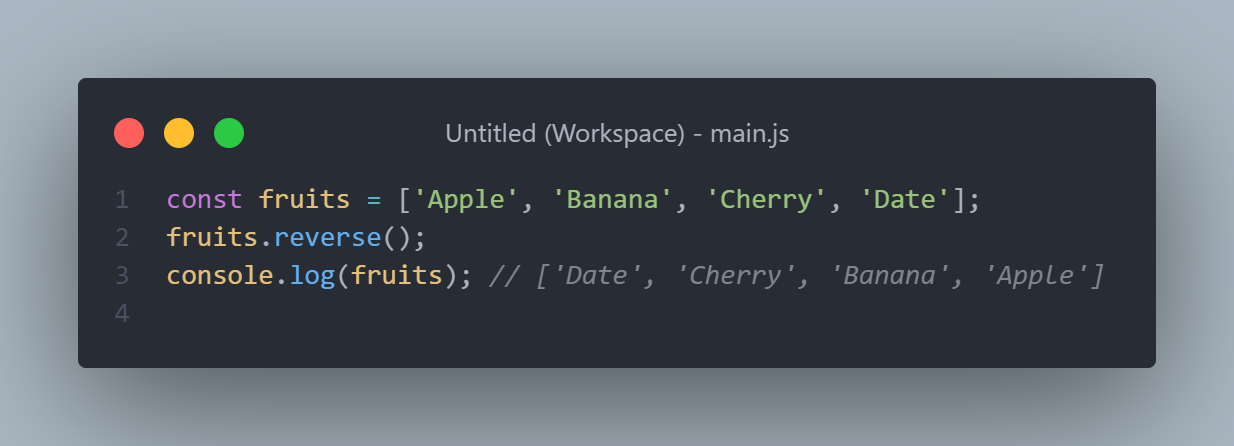 Untitled (Workspace) - main.js
1 const fruits = ['Apple', 'Banana', 'Cherry', 'Date'];
2 fruits.reverse();
3 console.log(fruits); // ['Date', 'Cherry', 'Banana', 'Apple']
4